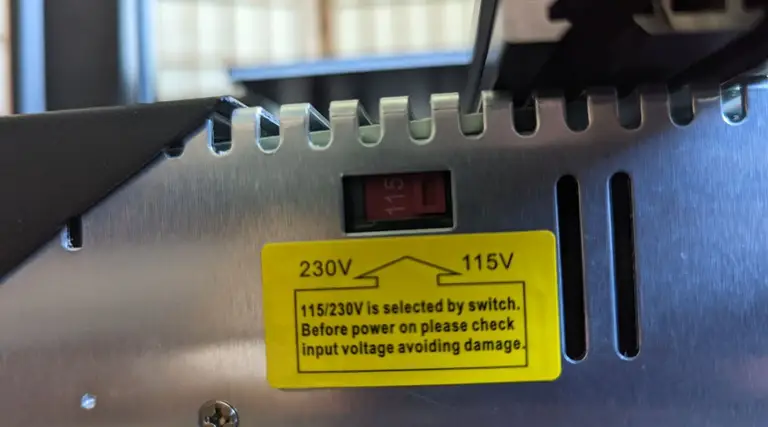 115
230V 115V
115/230V is selected by switch.
Before power on please check
input voltage avoiding damage.